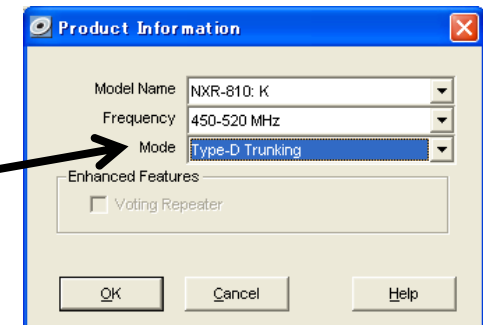 Product Information
Model Name NXR-810: K
Frequency 450-520 MHz
Mode Type-D Trunking
Enhanced Features
Voting Repeater
OK Cancel Help